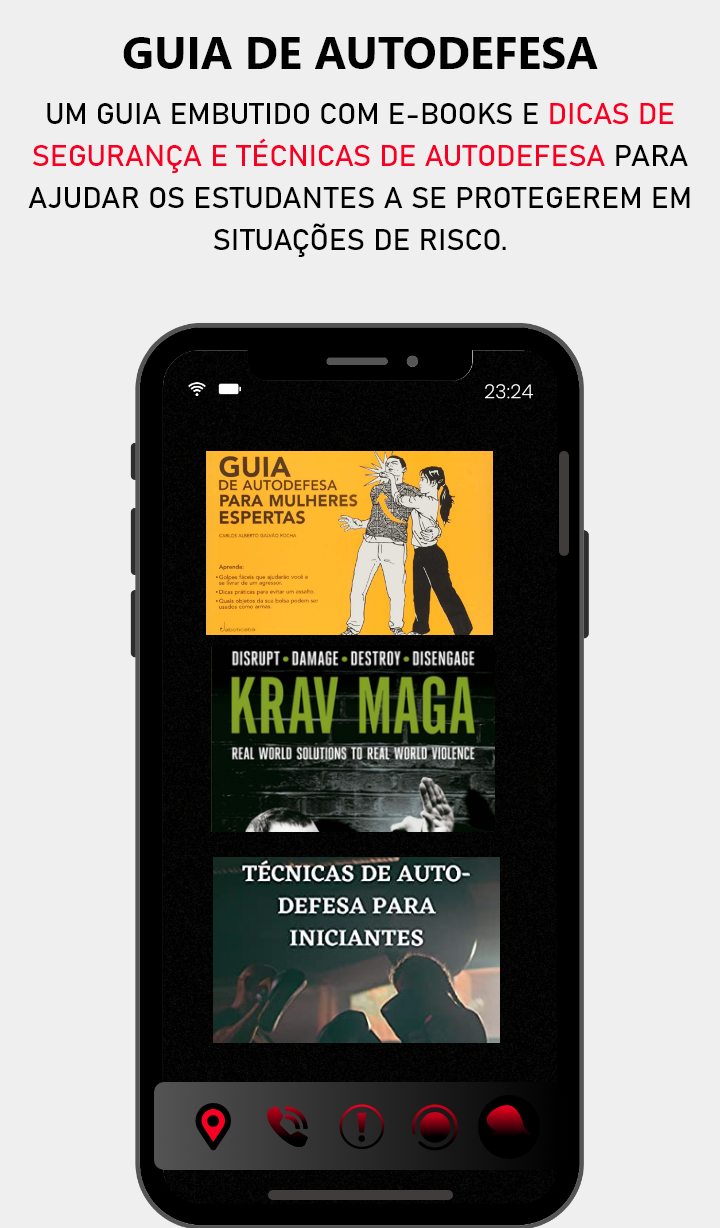 GUIA DE AUTODEFESA
UM GUIA EMBUTIDO COM E-BOOKS E DICAS DE
SEGURANÇA E TÉCNICAS DE AUTODEFESA PARA
AJUDAR OS ESTUDANTES A SE PROTEGEREM EM
SITUAÇÕES DE RISCO.
23:24
GUIA
DE AUTODEFESA
PARA MULHERES
ESPERTAS
CARLOS ALBERTO GALVÃO ROCHA
Aprenda:
• Golpes fáceis que ajudarão você a
se livrar de um agressor.
• Dicas práticas para evitar um assalto.
• Quais objetos da sua bolsa podem ser
usados como armas.
DISRUPT • DAMAGE • DESTROY • DISENGAGE
KRAV MAGA
REAL WORLD SOLUTIONS TO REAL WORLD VIOLENCE
TÉCNICAS DE AUTO-
DEFESA PARA
INICIANTES